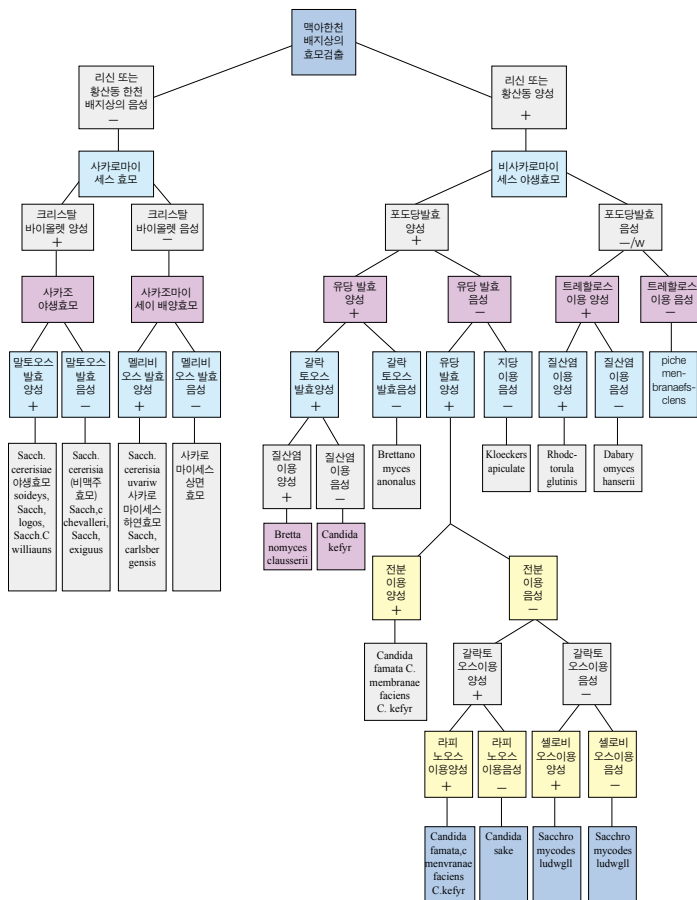 맥아한천
배지상의
효모검출
리신 또는
황산동 한천
배지상의 음성
−
리신 또는
황산동 양성
+
사카로마이
세스 효모
비사카로마이
세스 야생효모
크리스탈
바이올렛 양성
+
크리스탈
바이올렛 음성
−
포도당발효
양성
+
포도당발효
음성
−/w
사카조
야생효모
사카조마이
세이 배양효모
유당 발효
양성
+
유당 발효
음성
−
트레할로스
이용 양성
+
트레할로스
이용 음성
−
말토오스
발효
양성
+
말토오스
발효
음성
−
멜리비
오스 발효
양성
+
멜리비
오스 발효
음성
−
갈락
토오스
발효양성
+
갈락
토오스
발효음성
−
유당
발효
양성
+
지당
이용
음성
−
질산염
이용
양성
+
질산염
이용
음성
−
piche
men-
branaefs-
clens
Sacch.
cererisiae
야생효모
soideys,
Sacch,
logos,
Sacch.C
williauns
Sacch.
cererisia
(비맥주
효모)
Sacch,c
chevalleri,
Sacch,
exiguus
Sacch.
cererisia
uvariw
사카로
마이세스
하연효모
Sacch,
carlsber
gensis
사카로
마이세스
상면
효모
질산염
이용
양성
+
질산염
이용
음성
−
Brettano
myces
anonalus
Kloeckers
apiculate
Rhodc-
torula
glutinis
Dabary
omyces
hanserii
Bretta
nomyces
clausserii
Candida
kefyr
전분
이용
양성
+
전분
이용
음성
−
Candida
famata C.
membranae
faciens
C. kefyr
갈락토
오스이용
양성
+
갈락토
오스이용
음성
−
라피
노오스
이용양성
+
라피
노오스
이용음성
−
셀로비
오스이용
양성
+
셀로비
오스이용
음성
−
Candida
famata,c
menvranae
faciens
C.kefyr
Candida
sake
Sacchro
mycodes
ludwgll
Sacchro
mycodes
ludwgll